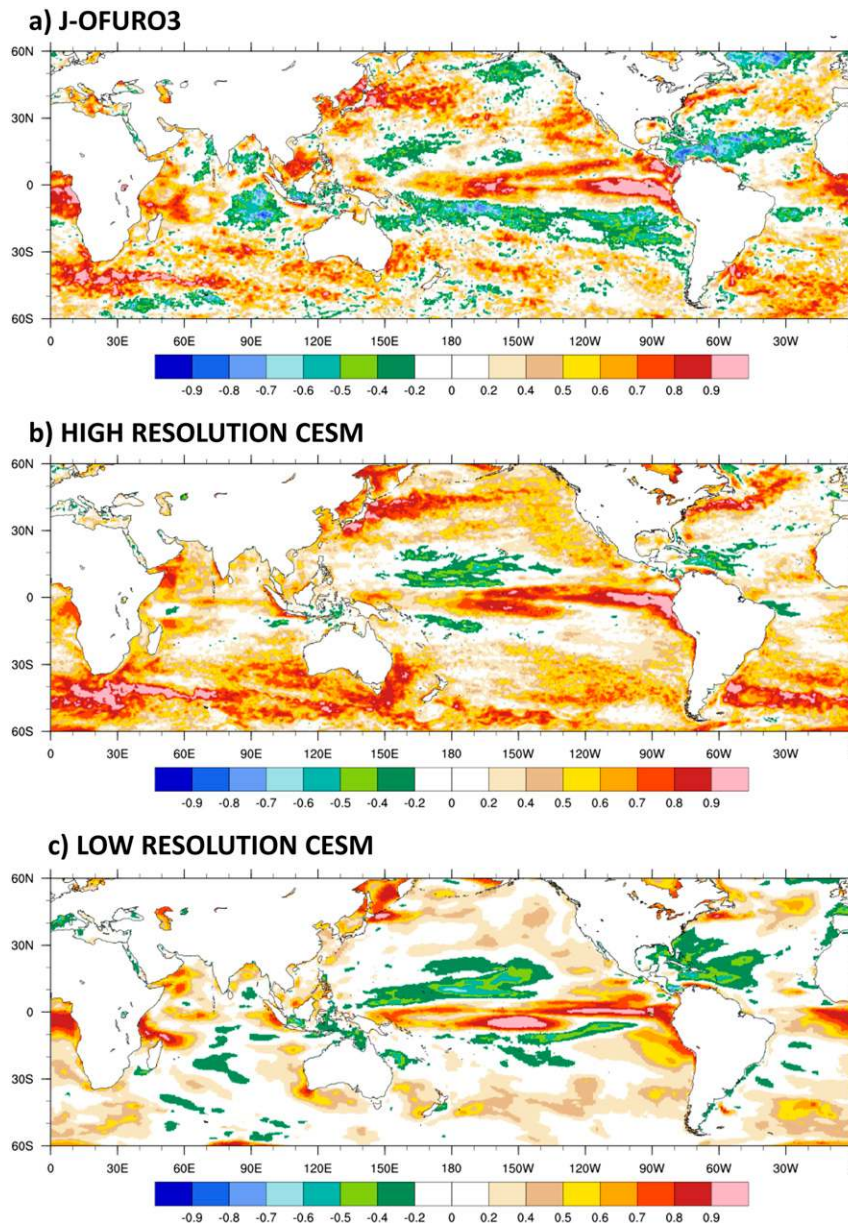 a) J-OFURO3
60N
30N
0
30S
60S
0 30E 60E 90E 120E 150E 180 150W 120W 90W 60W 30W
-0.9 -0.8 -0.7 -0.6 -0.5 -0.4 -0.2 0 0.2 0.4 0.5 0.6 0.7 0.8 0.9
b) HIGH RESOLUTION CESM
60N
30N
0
30S
60S
0 30E 60E 90E 120E 150E 180 150W 120W 90W 60W 30W
-0.9 -0.8 -0.7 -0.6 -0.5 -0.4 -0.2 0 0.2 0.4 0.5 0.6 0.7 0.8 0.9
c) LOW RESOLUTION CESM
60N
30N
0
30S
60S
0 30E 60E 90E 120E 150E 180 150W 120W 90W 60W 30W
-0.9 -0.8 -0.7 -0.6 -0.5 -0.4 -0.2 0 0.2 0.4 0.5 0.6 0.7 0.8 0.9